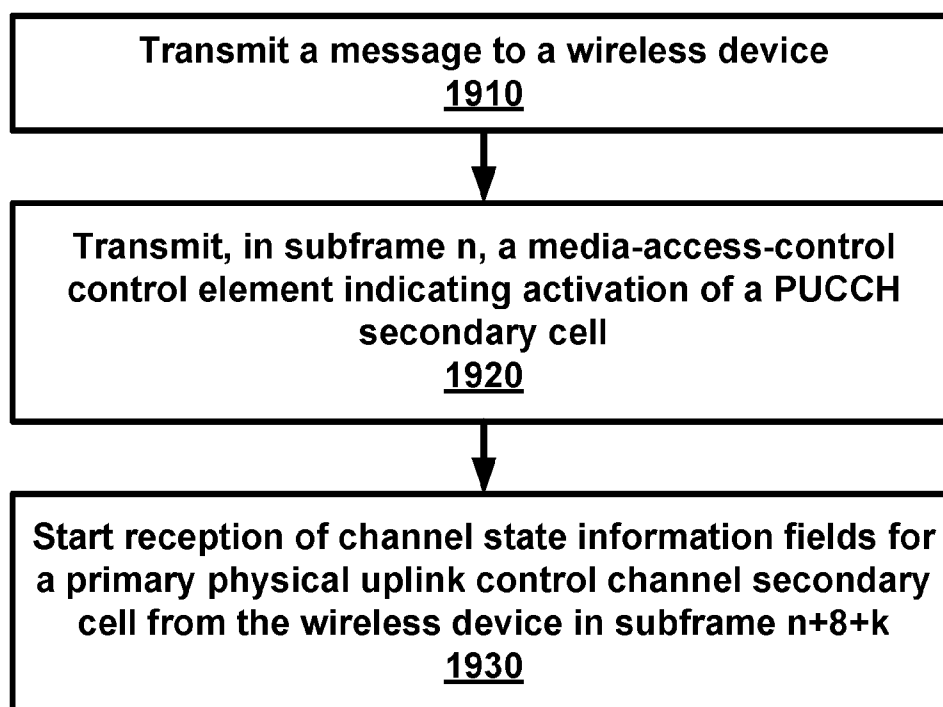 Transmit a message to a wireless device
1910
Transmit, in subframe n, a media-access-control
control element indicating activation of a PUCCH
secondary cell
1920
Start reception of channel state information fields for
a primary physical uplink control channel secondary
cell from the wireless device in subframe n+8+k
1930